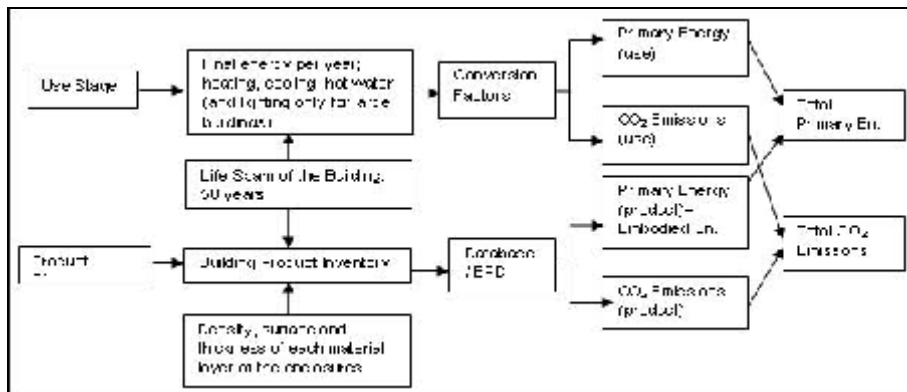 Use Stage
Final energy per year;
heating, cooling, hot water
(and lighting only for large
buildings)
Conversion
Factors
Primary Energy
(use)
CO₂ Emissions
(use)
Total
Primary En.
Life Span of the Building:
50 years
Primary Energy
(product)–
Embodied En.
Product
Building Product Inventory
Database
/ EPD
Total CO₂
Emissions
CO₂ Emissions
(product)
Density, surface and
thickness of each material
layer of the enclosures